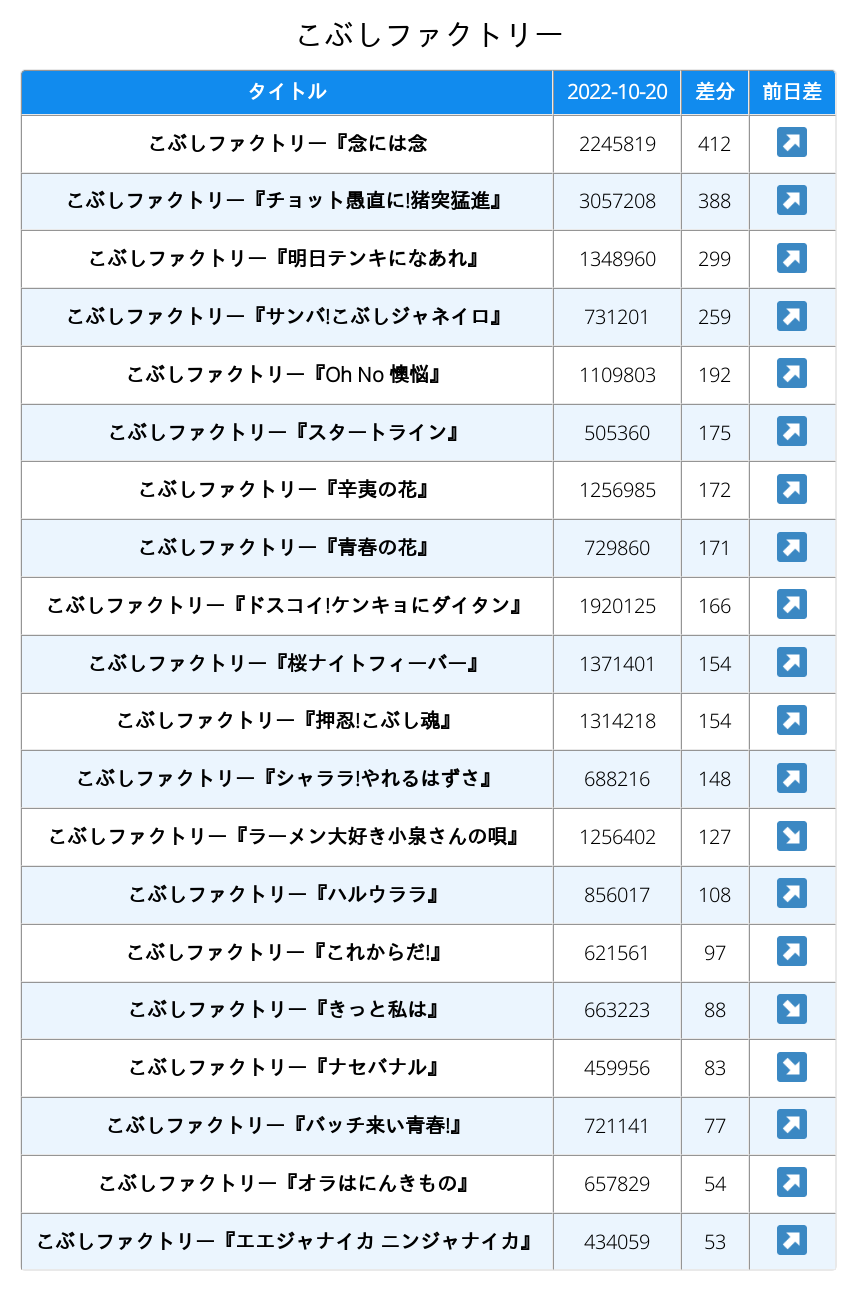 こぶしファクトリー
タイトル 2022-10-20 差分 前日差
こぶしファクトリー『念には念 2245819 412
こぶしファクトリー『チョット愚直に!猪突猛進』 3057208 388
こぶしファクトリー『明日テンキになあれ』 1348960 299
こぶしファクトリー『サンバ!こぶしジャネイロ』 731201 259
こぶしファクトリー『Oh No 懊悩』 1109803 192
こぶしファクトリー『スタートライン』 505360 175
こぶしファクトリー『辛夷の花』 1256985 172
こぶしファクトリー『青春の花』 729860 171
こぶしファクトリー『ドスコイ!ケンキョにダイタン』 1920125 166
こぶしファクトリー『桜ナイトフィーバー』 1371401 154
こぶしファクトリー『押忍!こぶし魂』 1314218 154
こぶしファクトリー『シャララ!やれるはずさ』 688216 148
こぶしファクトリー『ラーメン大好き小泉さんの唄』 1256402 127
こぶしファクトリー『ハルウララ』 856017 108
こぶしファクトリー『これからだ!』 621561 97
こぶしファクトリー『きっと私は』 663223 88
こぶしファクトリー『ナセバナル』 459956 83
こぶしファクトリー『バッチ来い青春!』 721141 77
こぶしファクトリー『オラはにんきもの』 657829 54
こぶしファクトリー『エエジャナイカ ニンジャナイカ』 434059 53